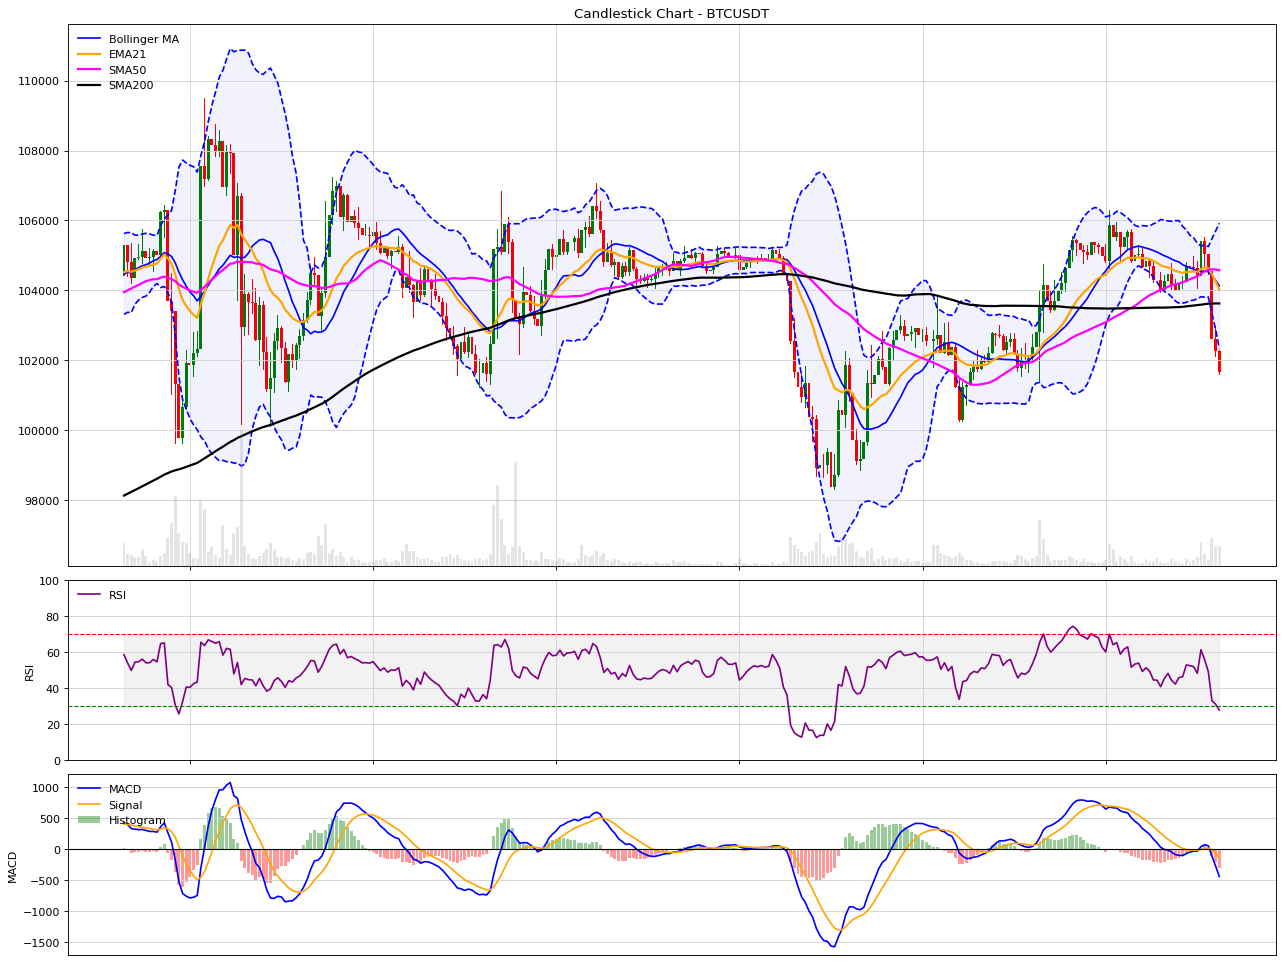 Candlestick Chart - BTCUSDT
Bollinger MA
EMA21
SMA50
SMA200
110000
108000
106000
104000
102000
100000
98000
RSI
100
80
60
40
20
0
RSI
MACD
Signal
Histogram
1000
500
0
−500
−1000
−1500
MACD